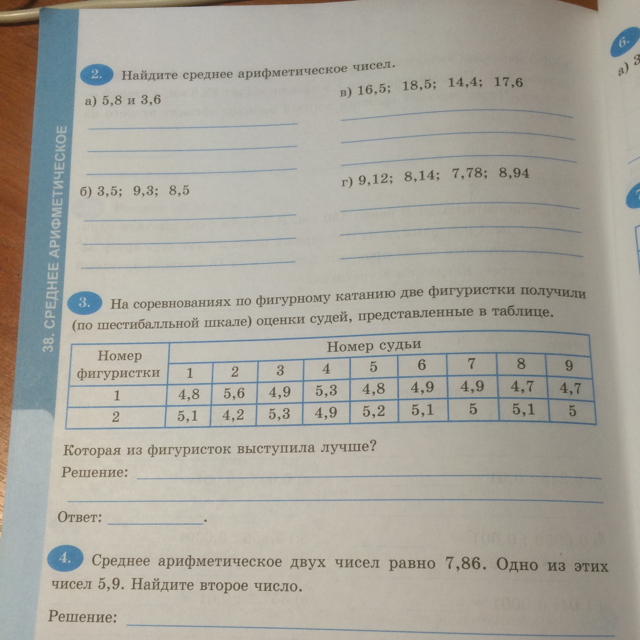 38. СРЕДНЕЕ АРИФМЕТИЧЕСКОЕ
2. Найдите среднее арифметическое чисел.
а) 5,8 и 3,6
в) 16,5; 18,5; 14,4; 17,6
б) 3,5; 9,3; 8,5
г) 9,12; 8,14; 7,78; 8,94
3. На соревнованиях по фигурному катанию две фигуристки получили
(по шестибалльной шкале) оценки судей, представленные в таблице.
Номер фигуристки
Номер судьи
1 2 3 4 5 6 7 8 9
1 4,8 5,6 4,9 5,3 4,8 4,9 4,9 4,7 4,7
2 5,1 4,2 5,3 4,9 5,2 5,1 5 5,1 5
Которая из фигуристок выступила лучше?
Решение:
Ответ: .
4. Среднее арифметическое двух чисел равно 7,86. Одно из этих
чисел 5,9. Найдите второе число.
Решение:
6.
а) 3